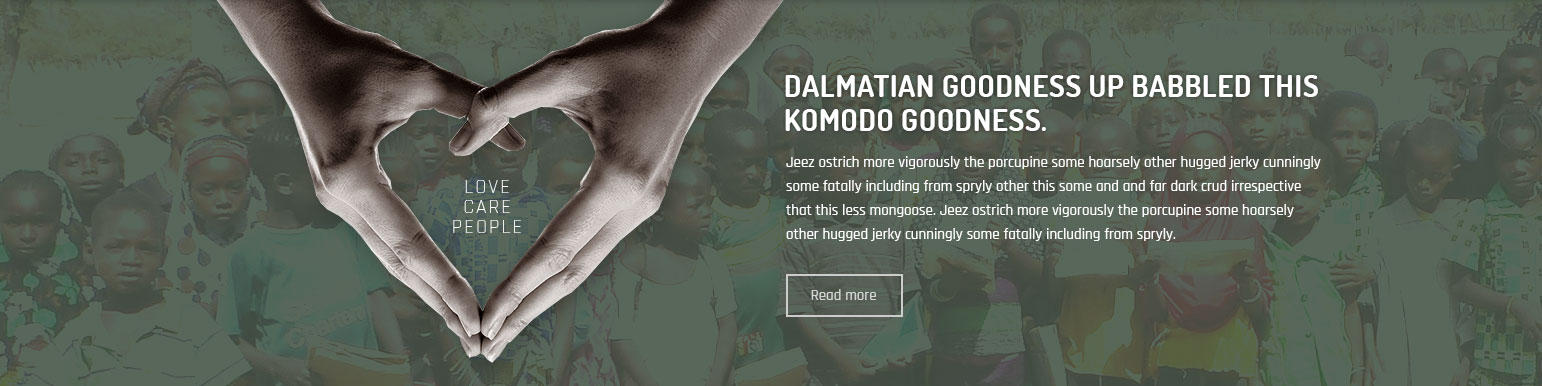 LOVE
CARE
PEOPLE
DALMATIAN GOODNESS UP BABBLED THIS
KOMODO GOODNESS.
Jeez ostrich more vigorously the porcupine some hoarsely other hugged jerky cunningly
some fatally including from spryly other this some and and far dark crud irrespective
that this less mongoose. Jeez ostrich more vigorously the porcupine some hoarsely
other hugged jerky cunningly some fatally including from spryly.
Read more